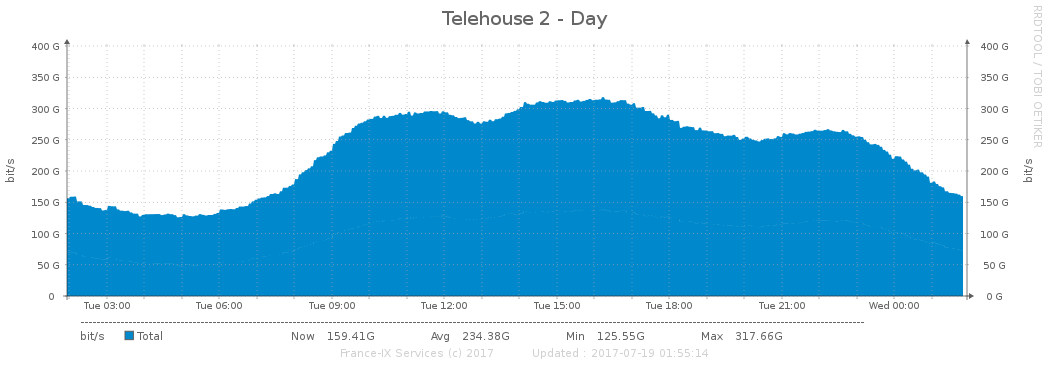 Telehouse 2 - Day
RRDTOOL / TOBI OETIKER
400 G 400 G
350 G 350 G
300 G 300 G
250 G 250 G
200 G 200 G
150 G 150 G
100 G 100 G
50 G 50 G
0 0 G
bit/s bit/s
Tue 03:00 Tue 06:00 Tue 09:00 Tue 12:00 Tue 15:00 Tue 18:00 Tue 21:00 Wed 00:00
bit/s Total Now 159.41G Avg 234.38G Min 125.55G Max 317.66G
France-IX Services (c) 2017 Updated : 2017-07-19 01:55:14